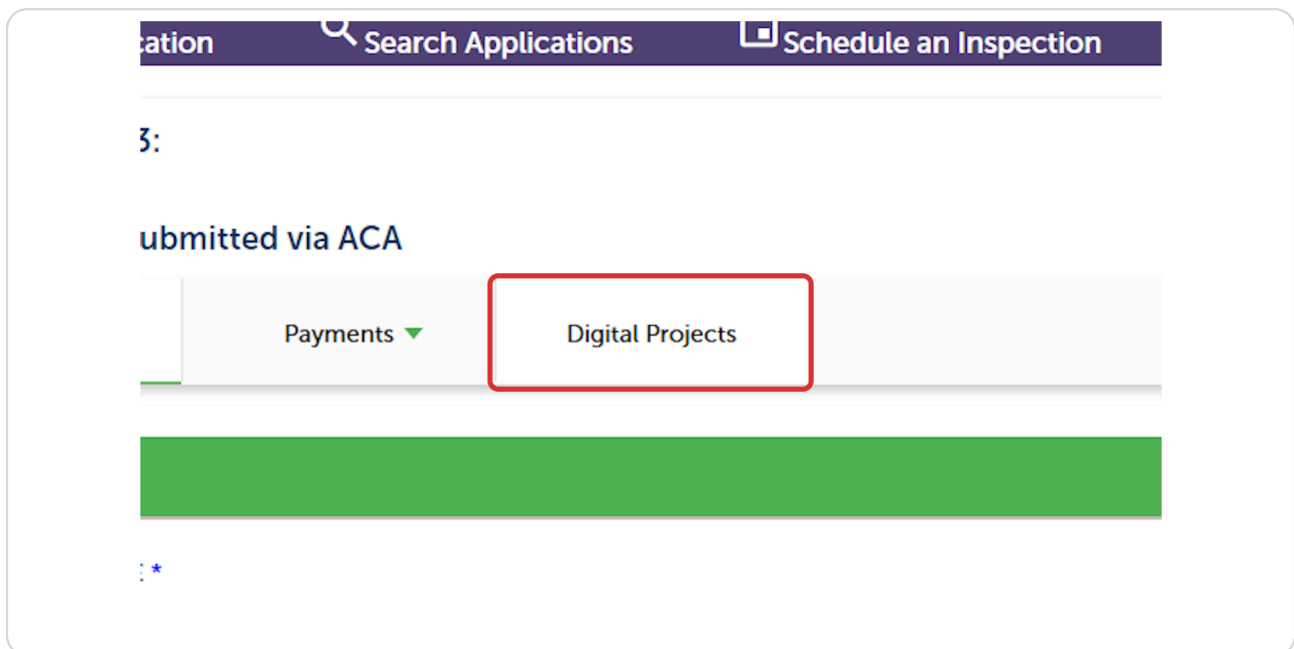 cation Search Applications Schedule an Inspection
3:
ubmitted via ACA
Payments Digital Projects
*